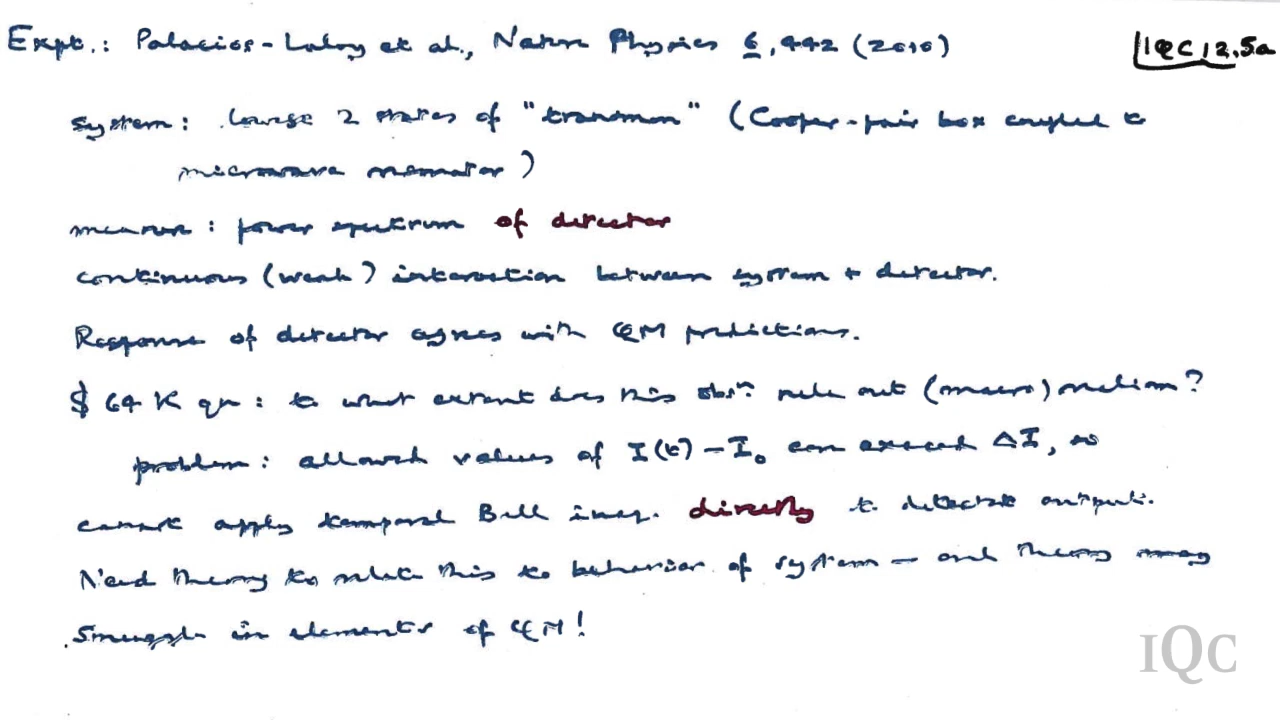 Expt.: Palacios-Laloy et al., Nature Physics 6, 442 (2010)
IQC 12.5a
system: lowest 2 states of "transmon" (Cooper-pair box coupled to
microwave resonator)
measure: power spectrum of detector
continuous (weak) interaction between system + detector.
Response of detector agrees with QM predictions.
$64K qn: to what extent does this obsn. rule out (macro)realism?
problem: allowed values of I(t) – I₀ can exceed ΔI, so
cannot apply temporal Bell ineq. directly to detector output.
Need theory to relate this to behavior of system – and theory may
smuggle in elements of QM!
IQC